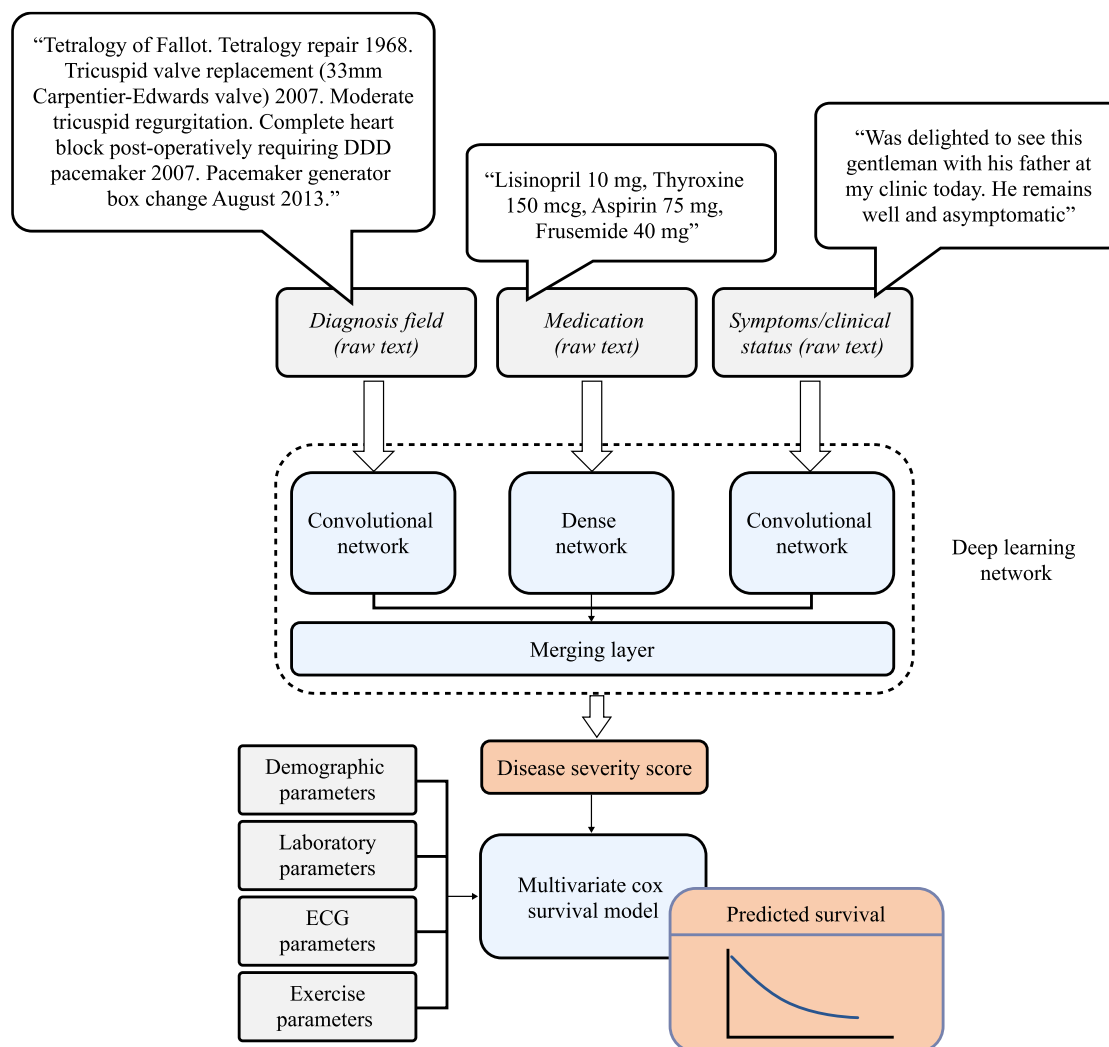 “Tetralogy of Fallot. Tetralogy repair 1968.
Tricuspid valve replacement (33mm
Carpentier-Edwards valve) 2007. Moderate
tricuspid regurgitation. Complete heart
block post-operatively requiring DDD
pacemaker 2007. Pacemaker generator
box change August 2013.”
“Lisinopril 10 mg, Thyroxine
150 mcg, Aspirin 75 mg,
Frusemide 40 mg”
“Was delighted to see this
gentleman with his father at
my clinic today. He remains
well and asymptomatic”
Diagnosis field
(raw text)
Medication
(raw text)
Symptoms/clinical
status (raw text)
Convolutional
network
Dense
network
Convolutional
network
Deep learning
network
Merging layer
Disease severity score
Demographic
parameters
Laboratory
parameters
ECG
parameters
Exercise
parameters
Multivariate cox
survival model
Predicted survival